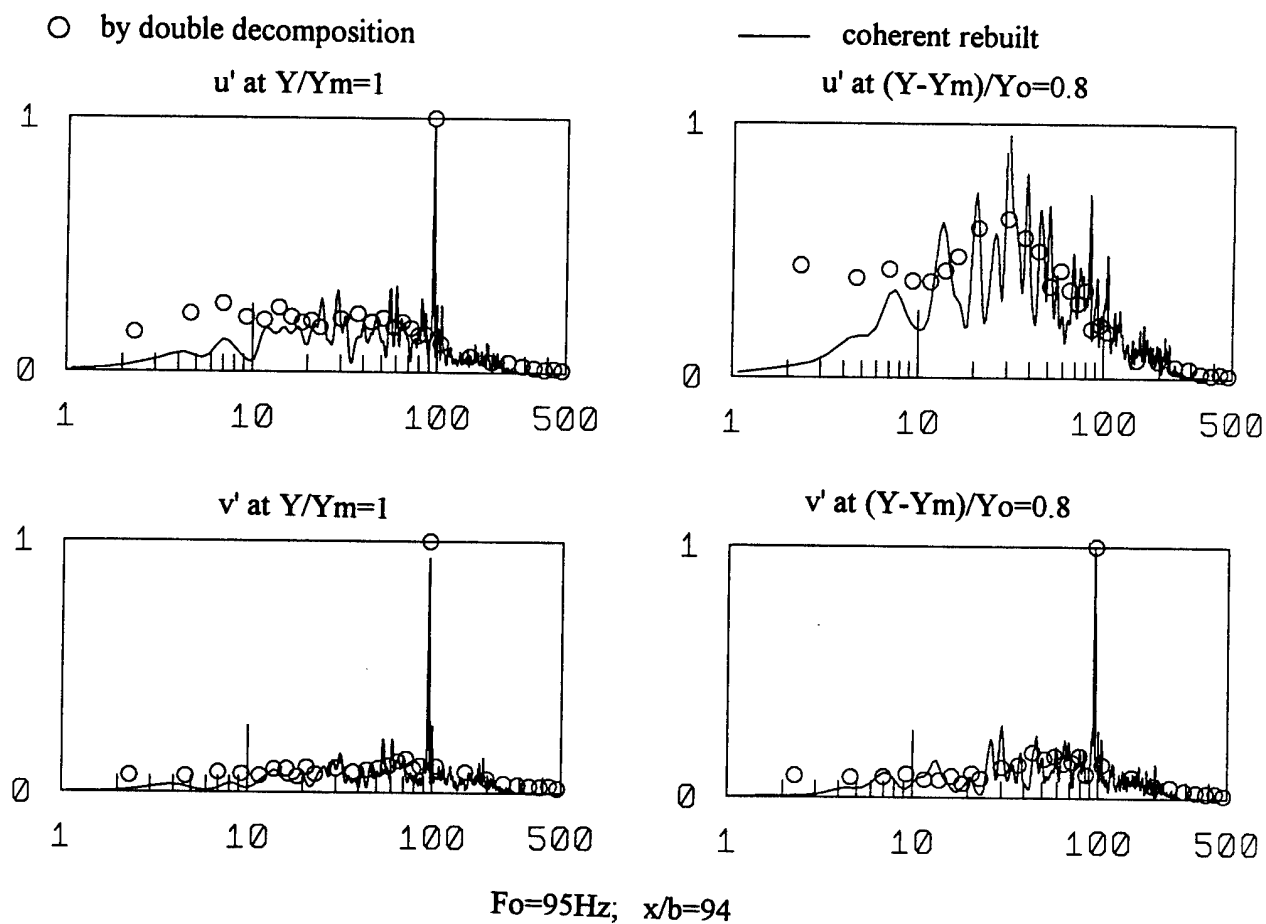 by double decomposition
coherent rebuilt
u' at Y/Ym=1
u' at (Y-Ym)/Yo=0.8
1
0
1 10 100 500
1
0
1 10 100 500
v' at Y/Ym=1
v' at (Y-Ym)/Yo=0.8
1
0
1 10 100 500
1
0
1 10 100 500
Fo=95Hz; x/b=94